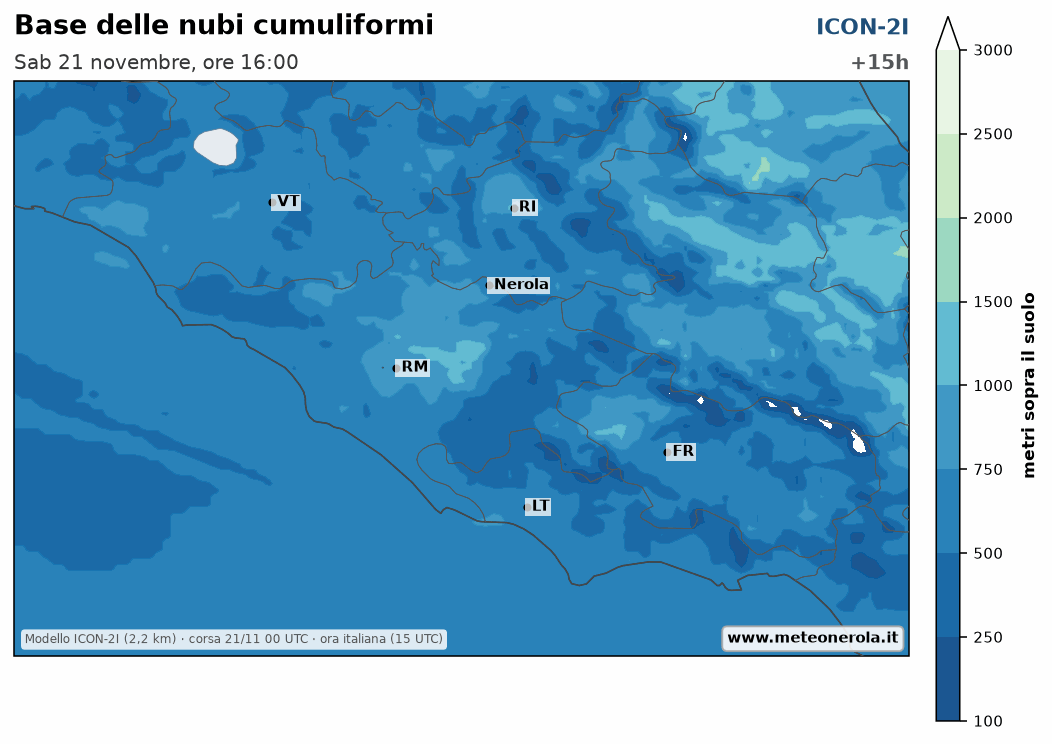 Base delle nubi cumuliformi
ICON-2I
Sab 21 novembre, ore 16:00
+15h
3000
2500
2000
1500
1000
750
500
250
100
metri sopra il suolo
VT
RI
Nerola
RM
FR
LT
Modello ICON-2I (2,2 km) · corsa 21/11 00 UTC · ora italiana (15 UTC)
www.meteonerola.it